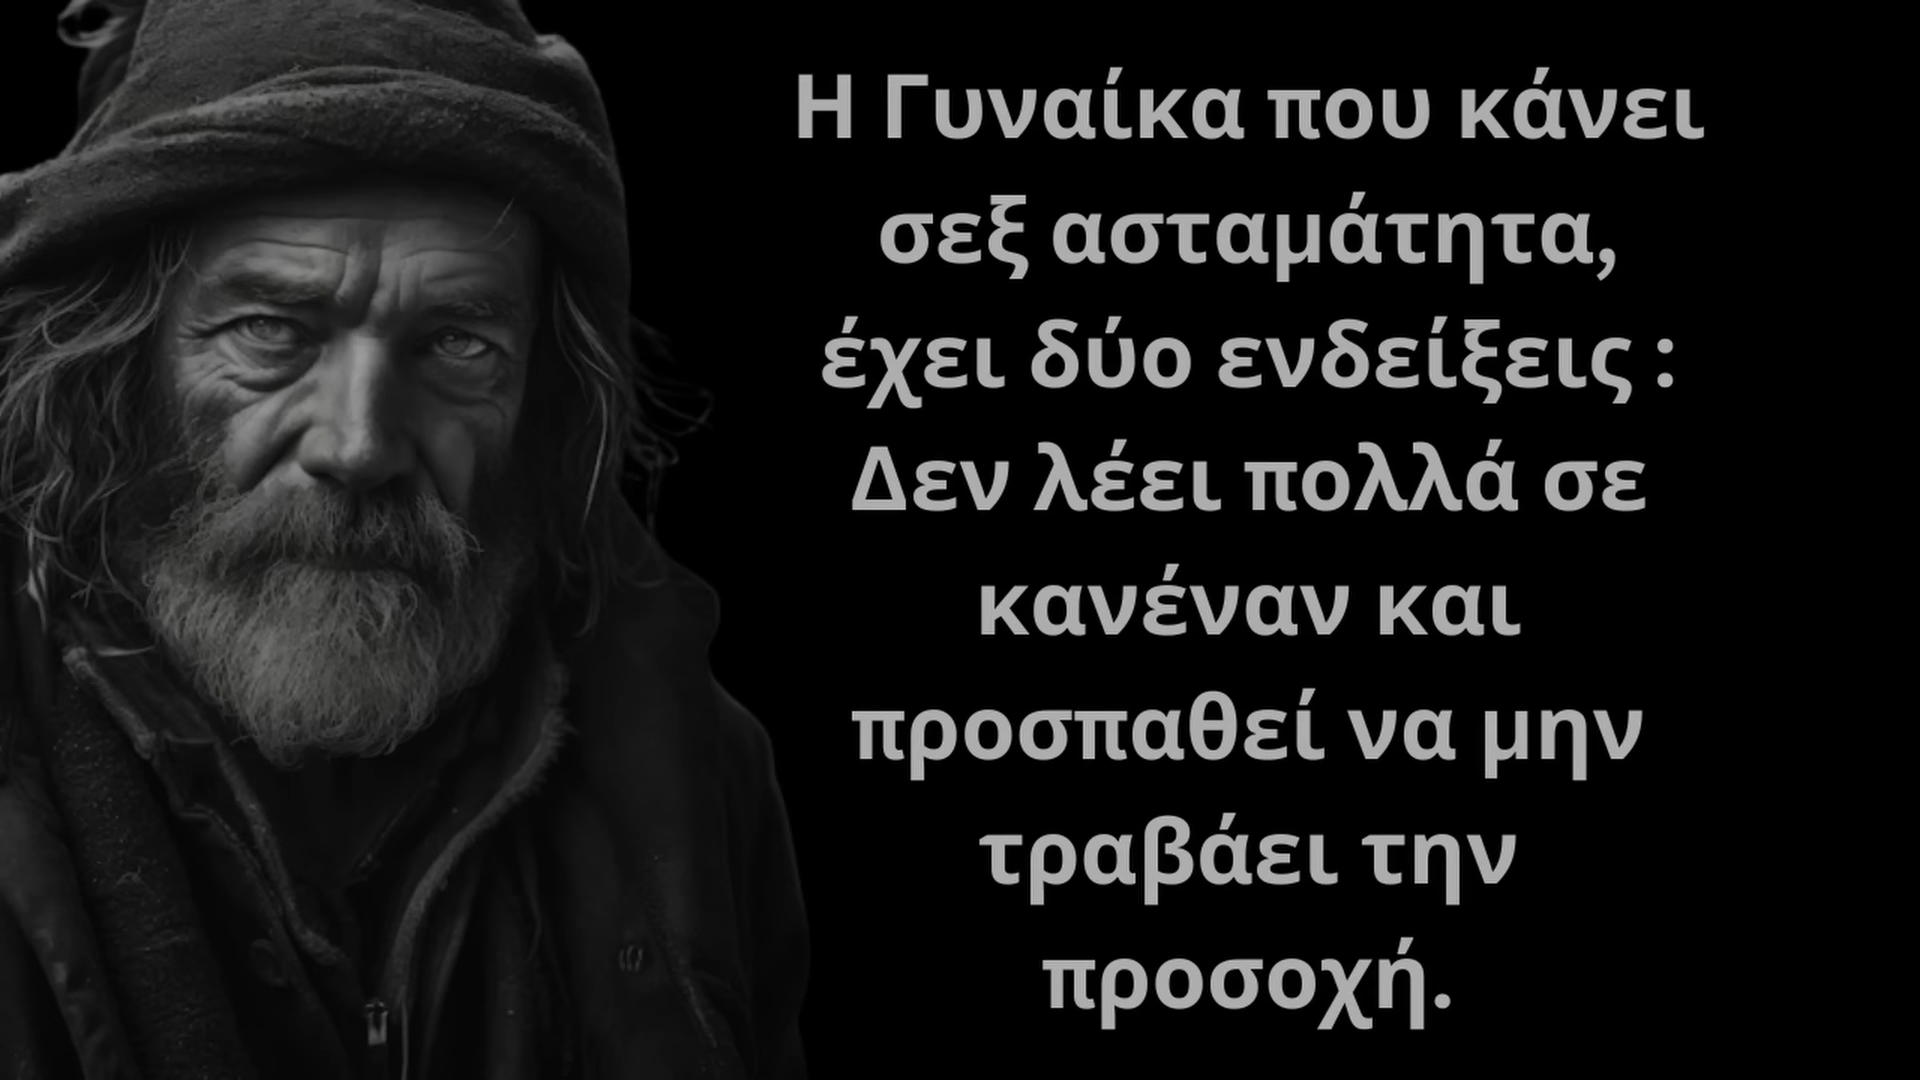 Η Γυναίκα που κάνει
σεξ ασταμάτητα,
έχει δύο ενδείξεις :
Δεν λέει πολλά σε
κανέναν και
προσπαθεί να μην
τραβάει την
προσοχή.